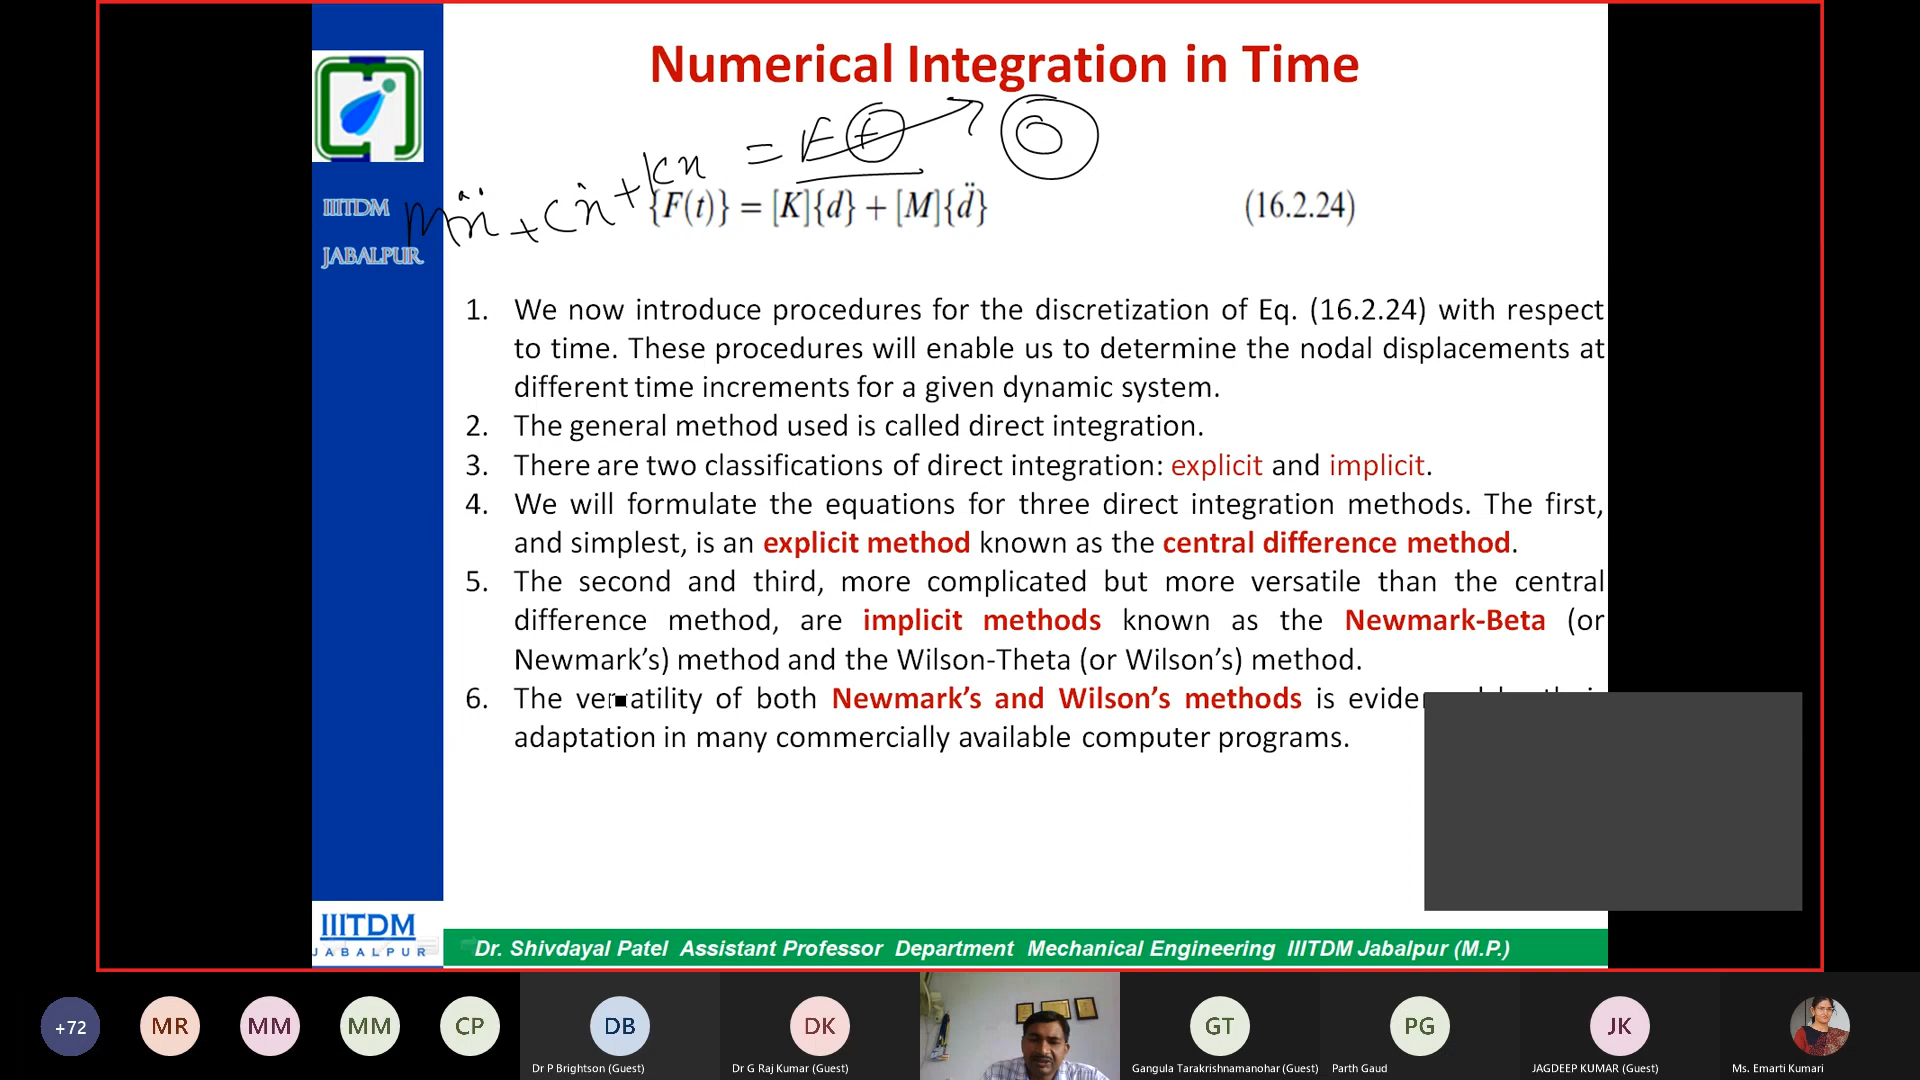 Numerical Integration in Time
IIITDM
JABALPUR
Mẍ + Cẋ + Kx = F(t) → 0
{F(t)} = [K]{d} + [M]{d̈} (16.2.24)
1. We now introduce procedures for the discretization of Eq. (16.2.24) with respect
to time. These procedures will enable us to determine the nodal displacements at
different time increments for a given dynamic system.
2. The general method used is called direct integration.
3. There are two classifications of direct integration: explicit and implicit.
4. We will formulate the equations for three direct integration methods. The first,
and simplest, is an explicit method known as the central difference method.
5. The second and third, more complicated but more versatile than the central
difference method, are implicit methods known as the Newmark-Beta (or
Newmark's) method and the Wilson-Theta (or Wilson's) method.
6. The versatility of both Newmark's and Wilson's methods is
adaptation in many commercially available computer programs.
IIITDM
JABALPUR
Dr. Shivdayal Patel Assistant Professor Department Mechanical Engineering IIITDM Jabalpur (M.P.)
+72 MR MM MM CP DB DK GT PG JK
Dr P Brightson (Guest) Dr G Raj Kumar (Guest) Gangula Tarakrishnamanohar (Guest) Parth Gaud JAGDEEP KUMAR (Guest) Ms. Emarti Kumari